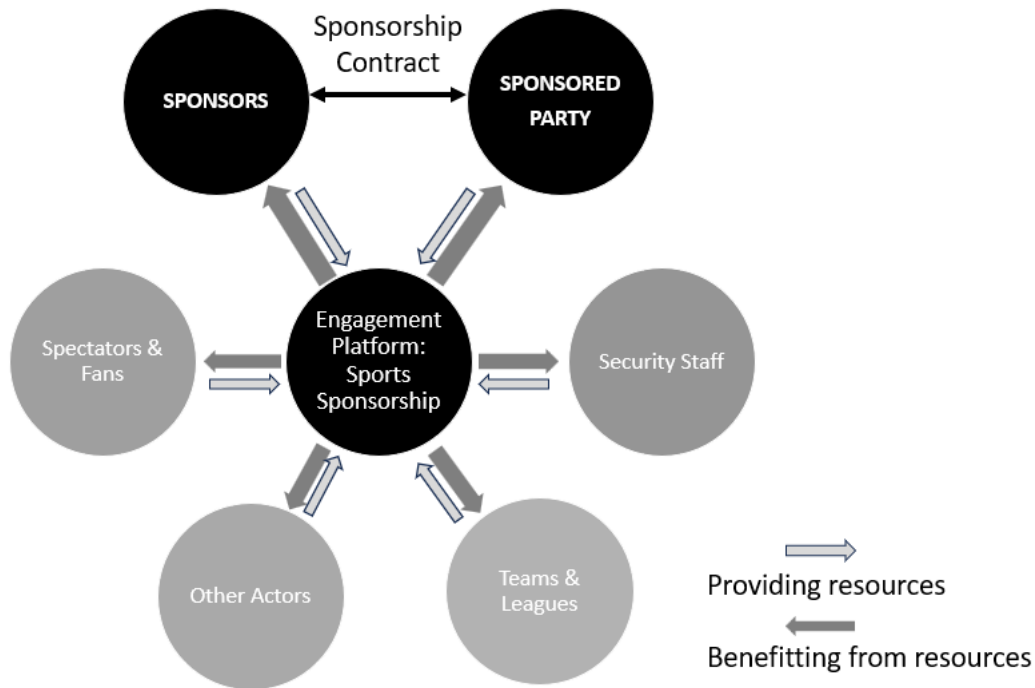 Sponsorship
Contract
SPONSORS
SPONSORED
PARTY
Engagement
Platform:
Sports
Sponsorship
Spectators &
Fans
Security Staff
Other Actors
Teams &
Leagues
Providing resources
Benefitting from resources